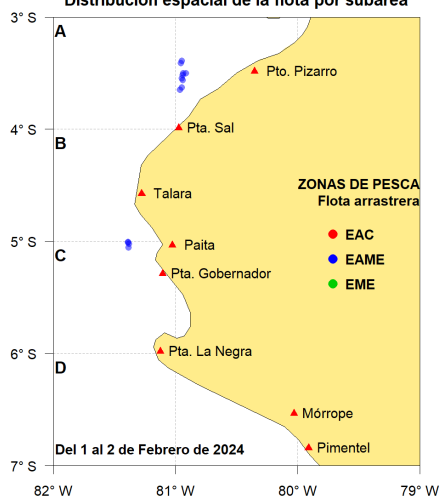 Distribución espacial de la flota por subárea
3° S
A
Pto. Pizarro
4° S
Pta. Sal
B
ZONAS DE PESCA
Flota arrastrera
Talara
EAC
5° S
Paita
C
EAME
Pta. Gobernador
EME
6° S
Pta. La Negra
D
Mórrope
Del 1 al 2 de Febrero de 2024
Pimentel
7° S
82° W 81° W 80° W 79° W